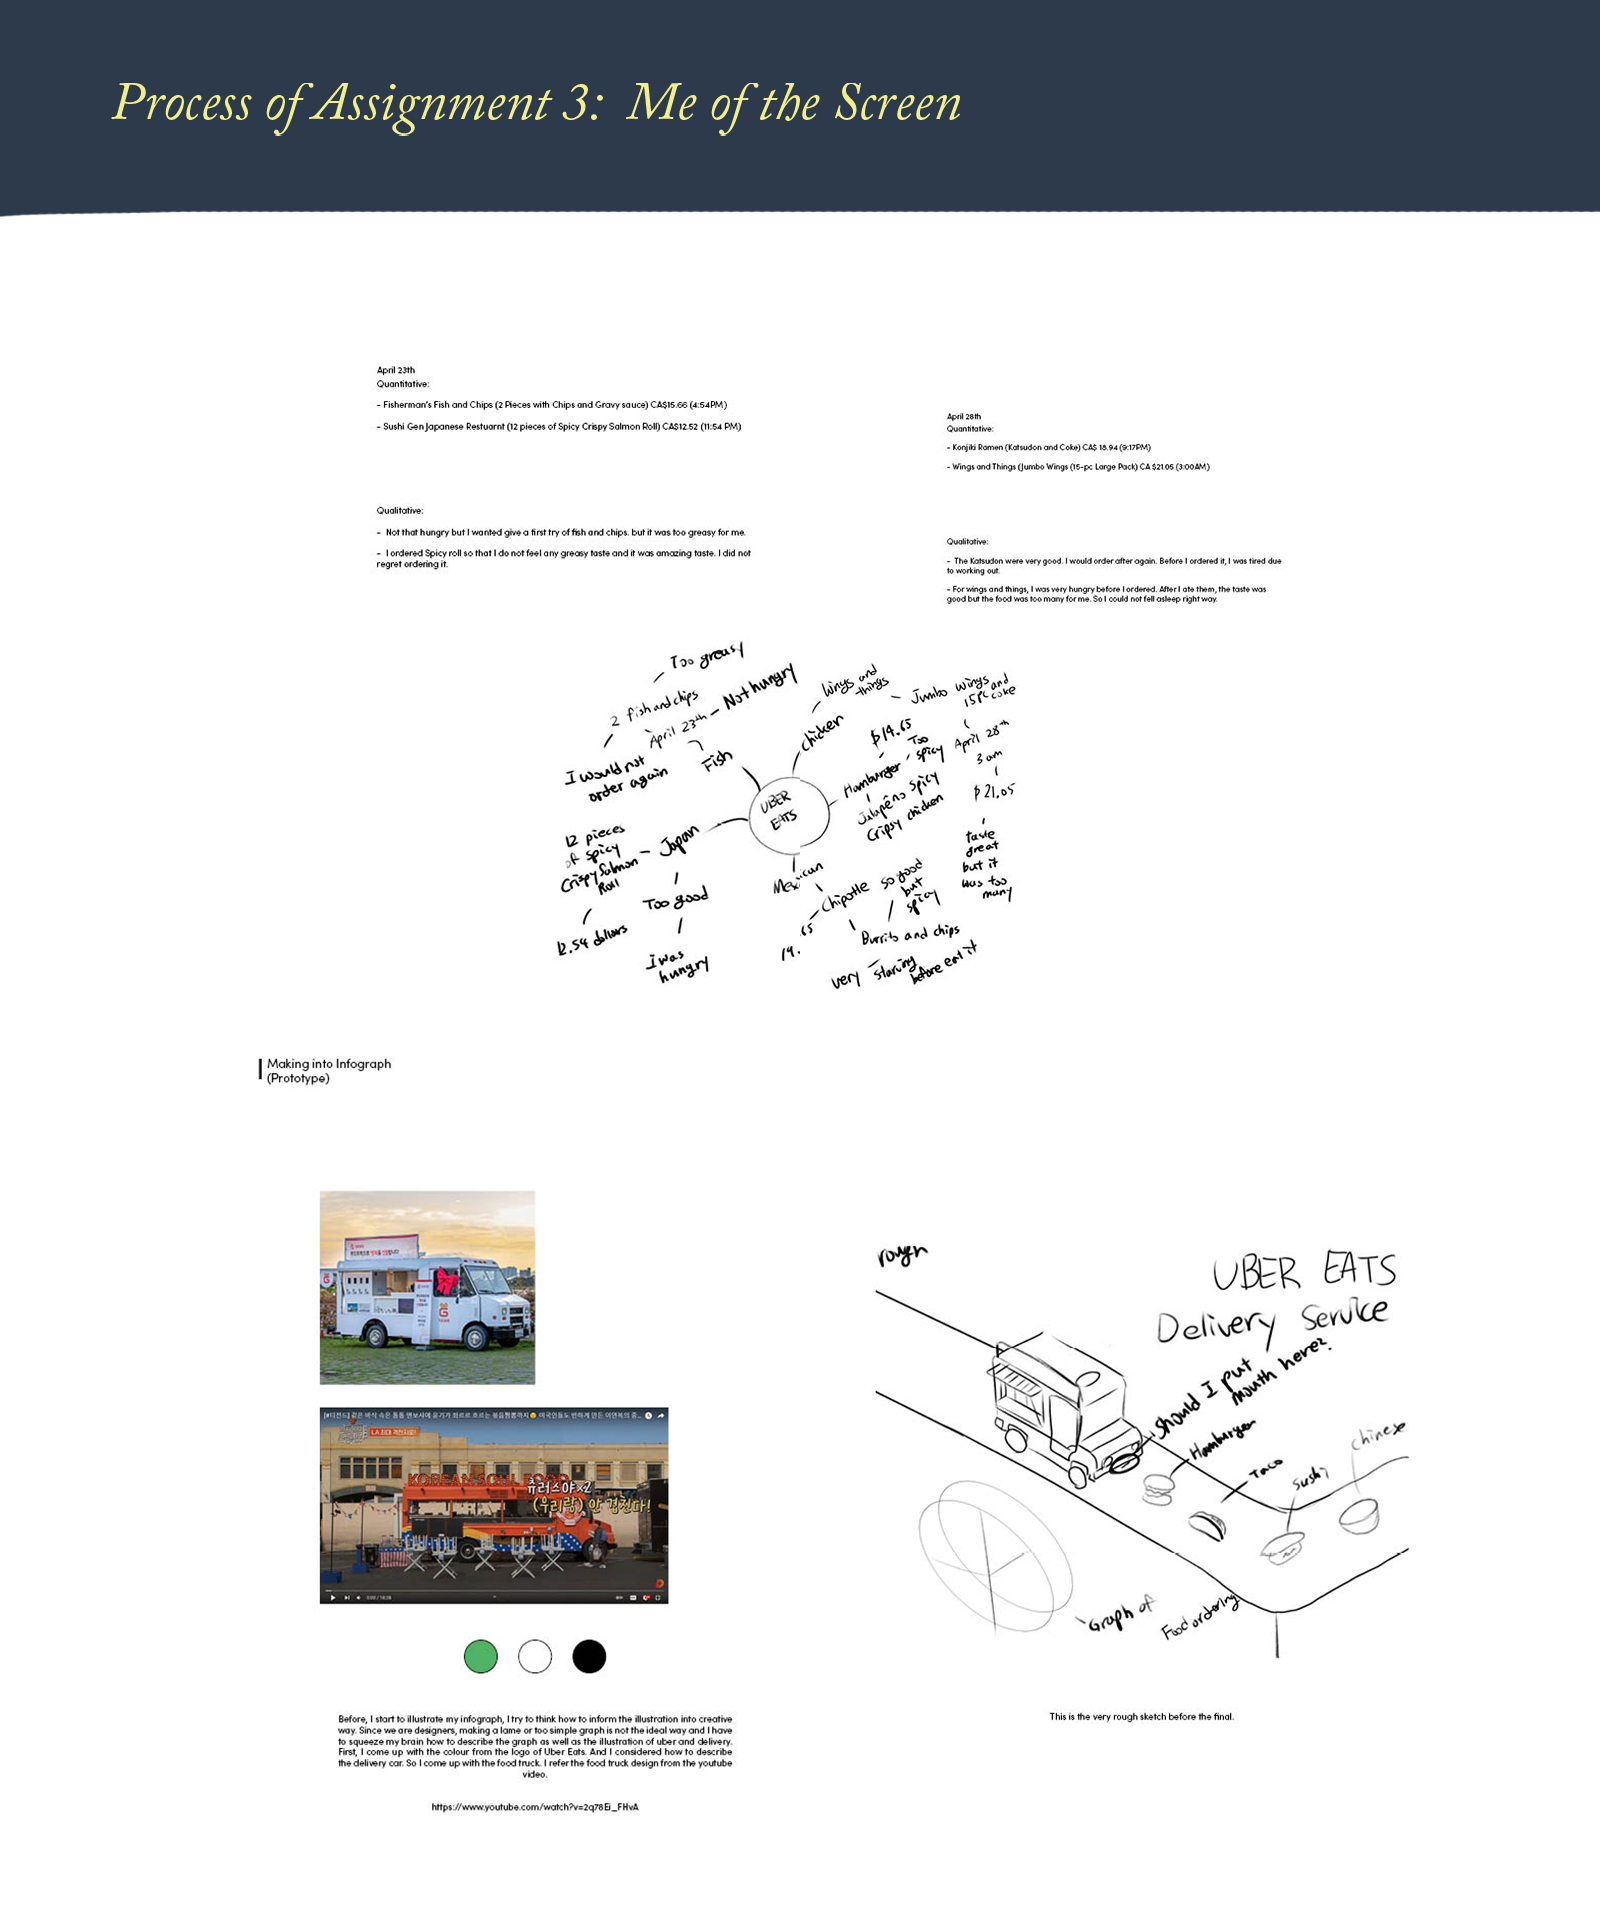 Process of Assignment 3: Me of the Screen
April 23th
Quantitative:
- Fisherman's Fish and Chips (2 Pieces with Chips and Gravy sauce) CA$15.66 (4:54PM)
- Sushi Gen Japanese Restuarnt (12 pieces of Spicy Crispy Salmon Roll) CA$12.52 (11:54 PM)
Qualitative:
- Not that hungry but I wanted give a first try of fish and chips. but it was too greasy for me.
- I ordered Spicy roll so that I do not feel any greasy taste and it was amazing taste. I did not
regret ordering it.
April 28th
Quantitative:
- Konjiki Ramen (Katsudon and Coke) CA$ 18.94 (9:17PM)
- Wings and Things (Jumbo Wings (15-pc Large Pack) CA $21.05 (3:00AM)
Qualitative:
- The Katsudon were very good. I would order after again. Before I ordered it, I was tired due
to working out.
- For wings and things, I was very hungry before I ordered. After I ate them, the taste was
good but the food was too many for me. So I could not fell asleep right way.
Too greasy
2 fish and chips
April 23th - Not hungry
I would not
order again
Fish
UBER
EATS
Chicken
Wings and
things
Jumbo wings and
15pc coke
April 28th
3 am
$21.05
taste
great
but it
was too
many
Hamburger
$14.65
Too
spicy
Jalapeño spicy
Cripsy chicken
Japan
12 pieces
of spicy
Crispy Salmon
Roll
12.54 dollars
Too good
I was
hungry
Mexican
Chipotle
so good
but
spicy
19.65
Burrito and chips
very starving
before eat it
Making into Infograph
(Prototype)
LA
KOREAN SOUL FOOD
츄러스야x2
(우리랑) 안 겹친다!
rough
UBER EATS
Delivery Service
Should I put
mouth here?
Hamburger
Taco
Sushi
Chinese
Graph of
Food ordering
Before, I start to illustrate my infograph, I try to think how to inform the illustration into creative
way. Since we are designers, making a lame or too simple graph is not the ideal way and I have
to squeeze my brain how to describe the graph as well as the illustration of uber and delivery.
First, I come up with the colour from the logo of Uber Eats. And I considered how to describe
the delivery car. So I come up with the food truck. I refer the food truck design from the youtube
video.
https://www.youtube.com/watch?v=2q78Ei_FHvA
This is the very rough sketch before the final.